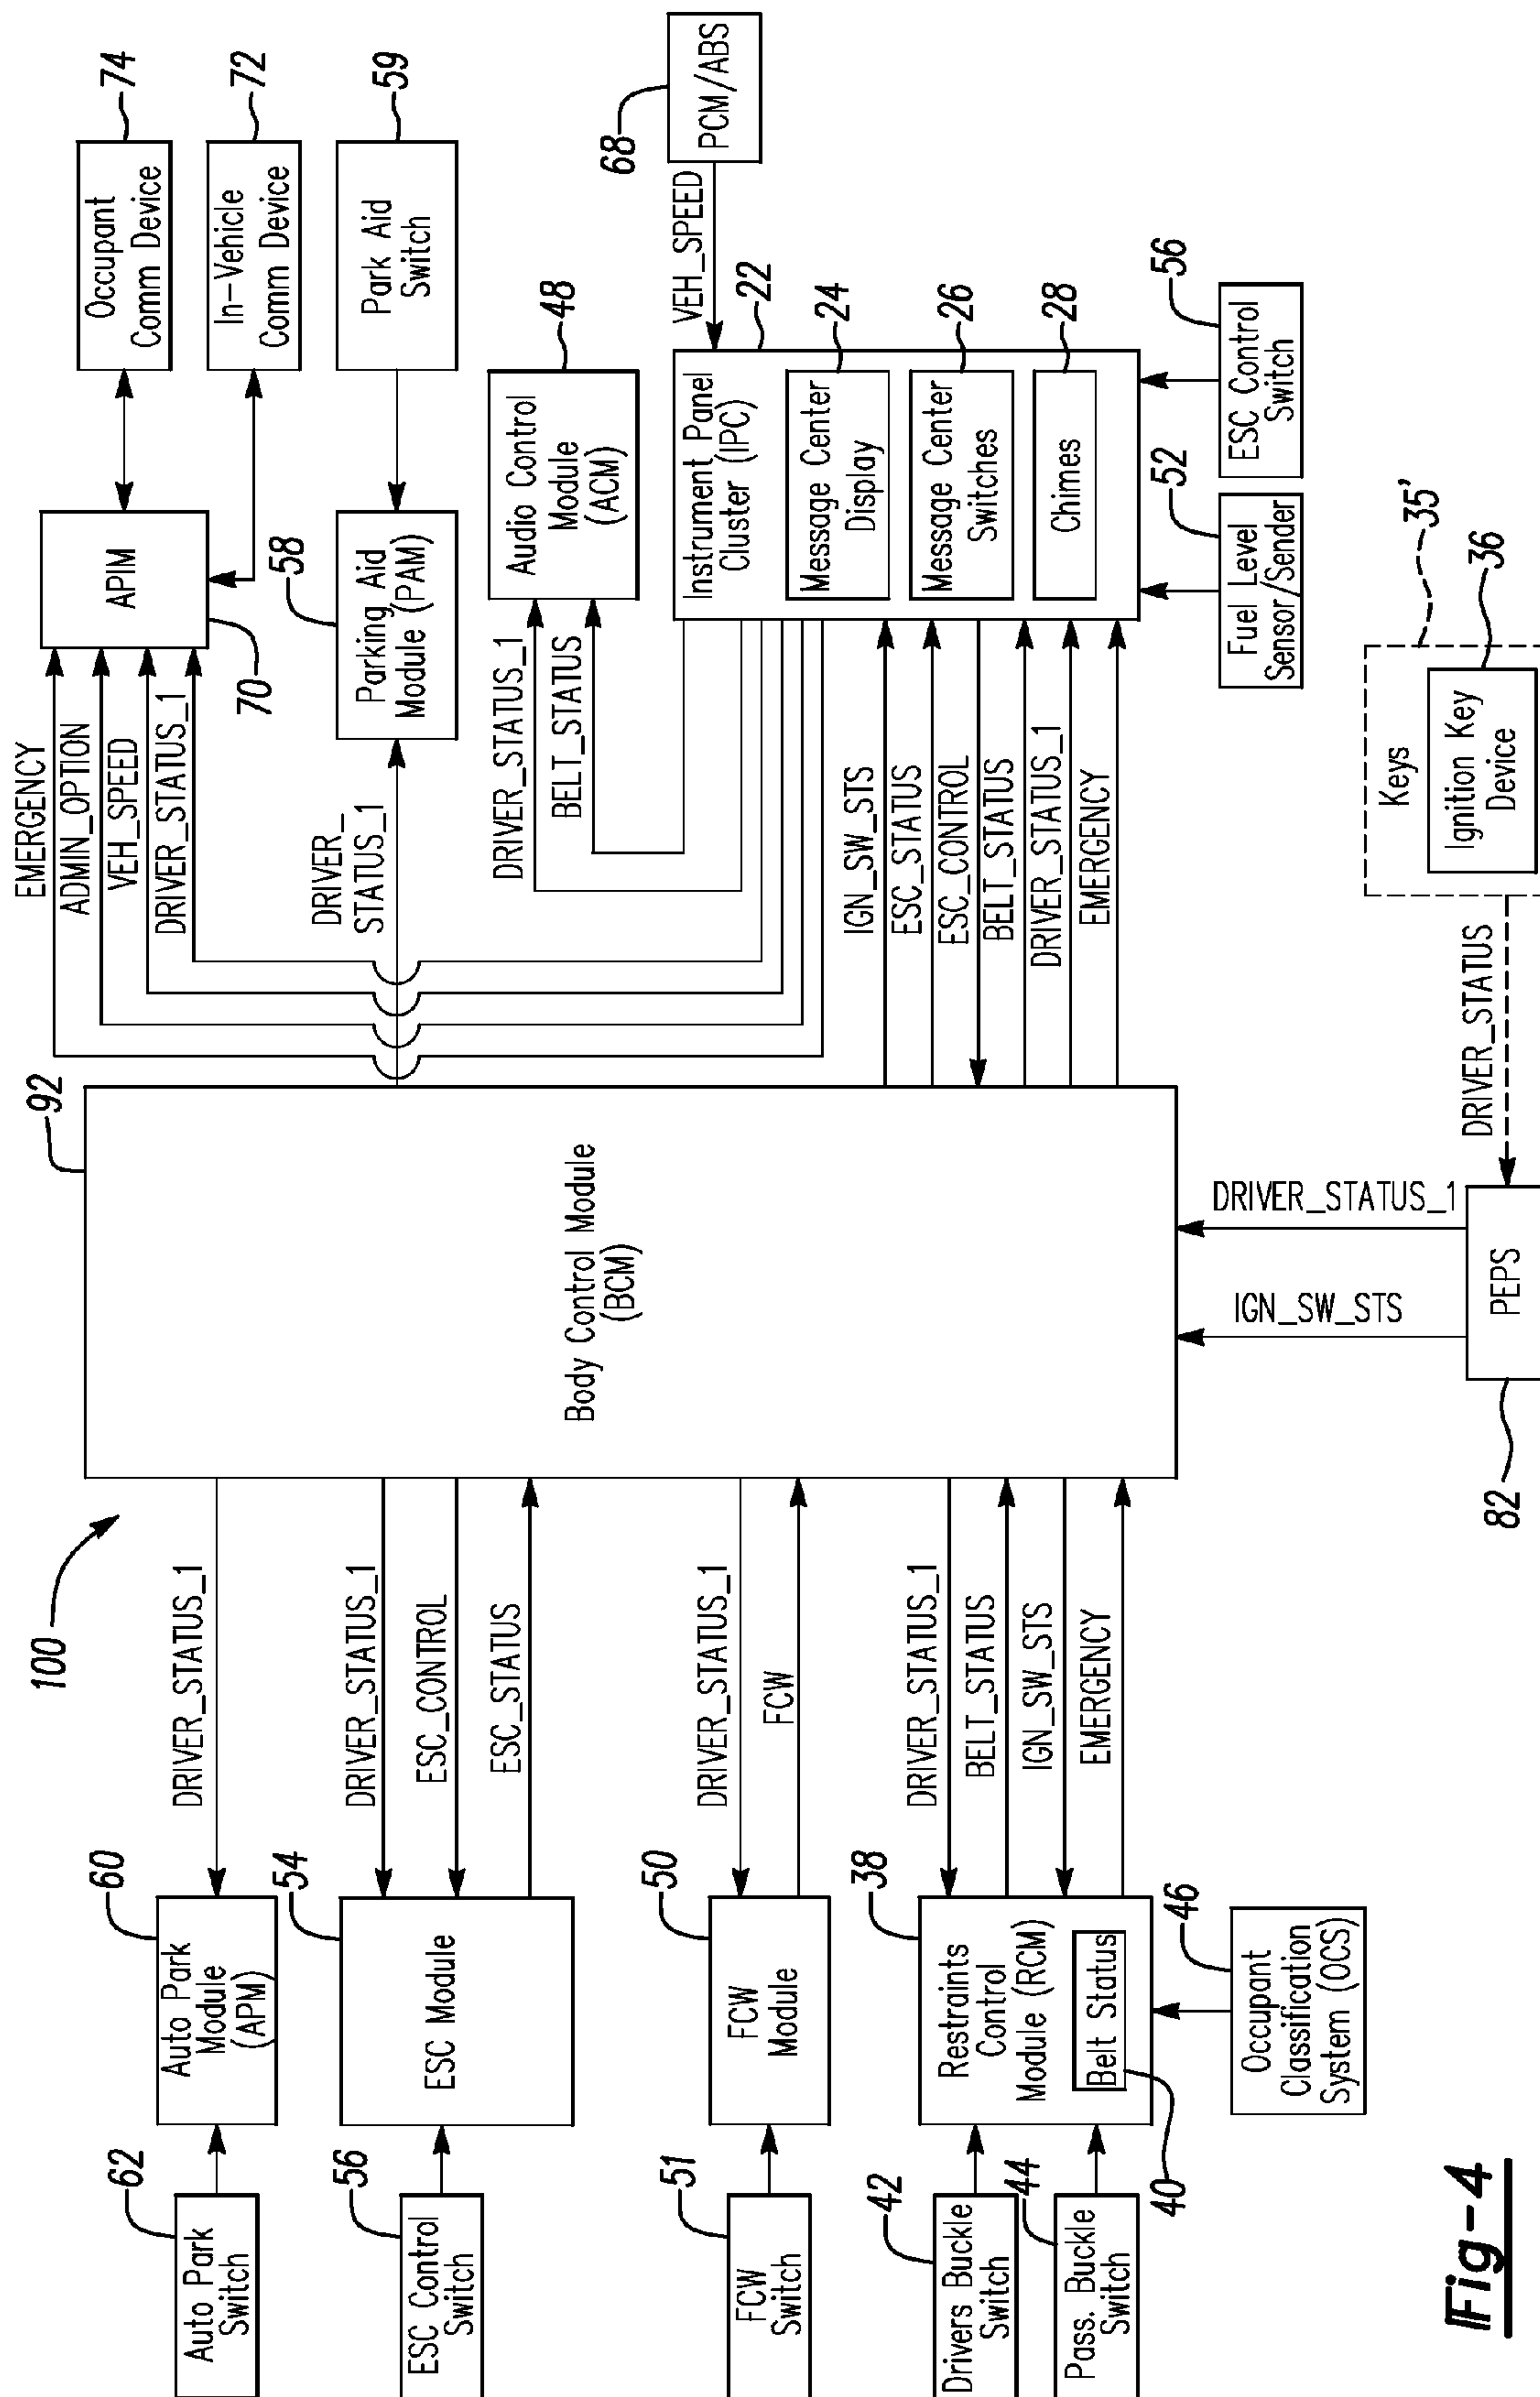 100
92
Auto Park
Switch
62
Auto Park
Module
(APM)
60
DRIVER_STATUS_1
ESC Control
Switch
56
ESC Module
54
DRIVER_STATUS_1
ESC_CONTROL
ESC_STATUS
FCW
Switch
51
FCW
Module
50
DRIVER_STATUS_1
FCW
Drivers Buckle
Switch
42
Pass. Buckle
Switch
44
Restraints
Control
Module (RCM)
Belt Status
38
40
DRIVER_STATUS_1
BELT_STATUS
IGN_SW_STS
EMERGENCY
Occupant
Classification
System (OCS)
46
Body Control Module
(BCM)
EMERGENCY
ADMIN_OPTION
VEH_SPEED
DRIVER_STATUS_1
APIM
70
Occupant
Comm Device
74
In-Vehicle
Comm Device
72
DRIVER_
STATUS_1
Parking Aid
Module (PAM)
58
Park Aid
Switch
59
DRIVER_STATUS_1
BELT_STATUS
Audio Control
Module
(ACM)
48
PCM/ABS
68
VEH_SPEED
Instrument Panel
Cluster (IPC)
22
Message Center
Display
24
Message Center
Switches
26
Chimes
28
IGN_SW_STS
ESC_STATUS
ESC_CONTROL
BELT_STATUS
DRIVER_STATUS_1
EMERGENCY
Fuel Level
Sensor/Sender
52
ESC Control
Switch
56
IGN_SW_STS
DRIVER_STATUS_1
PEPS
82
DRIVER_STATUS
Keys
35'
Ignition Key
Device
36
Fig-4